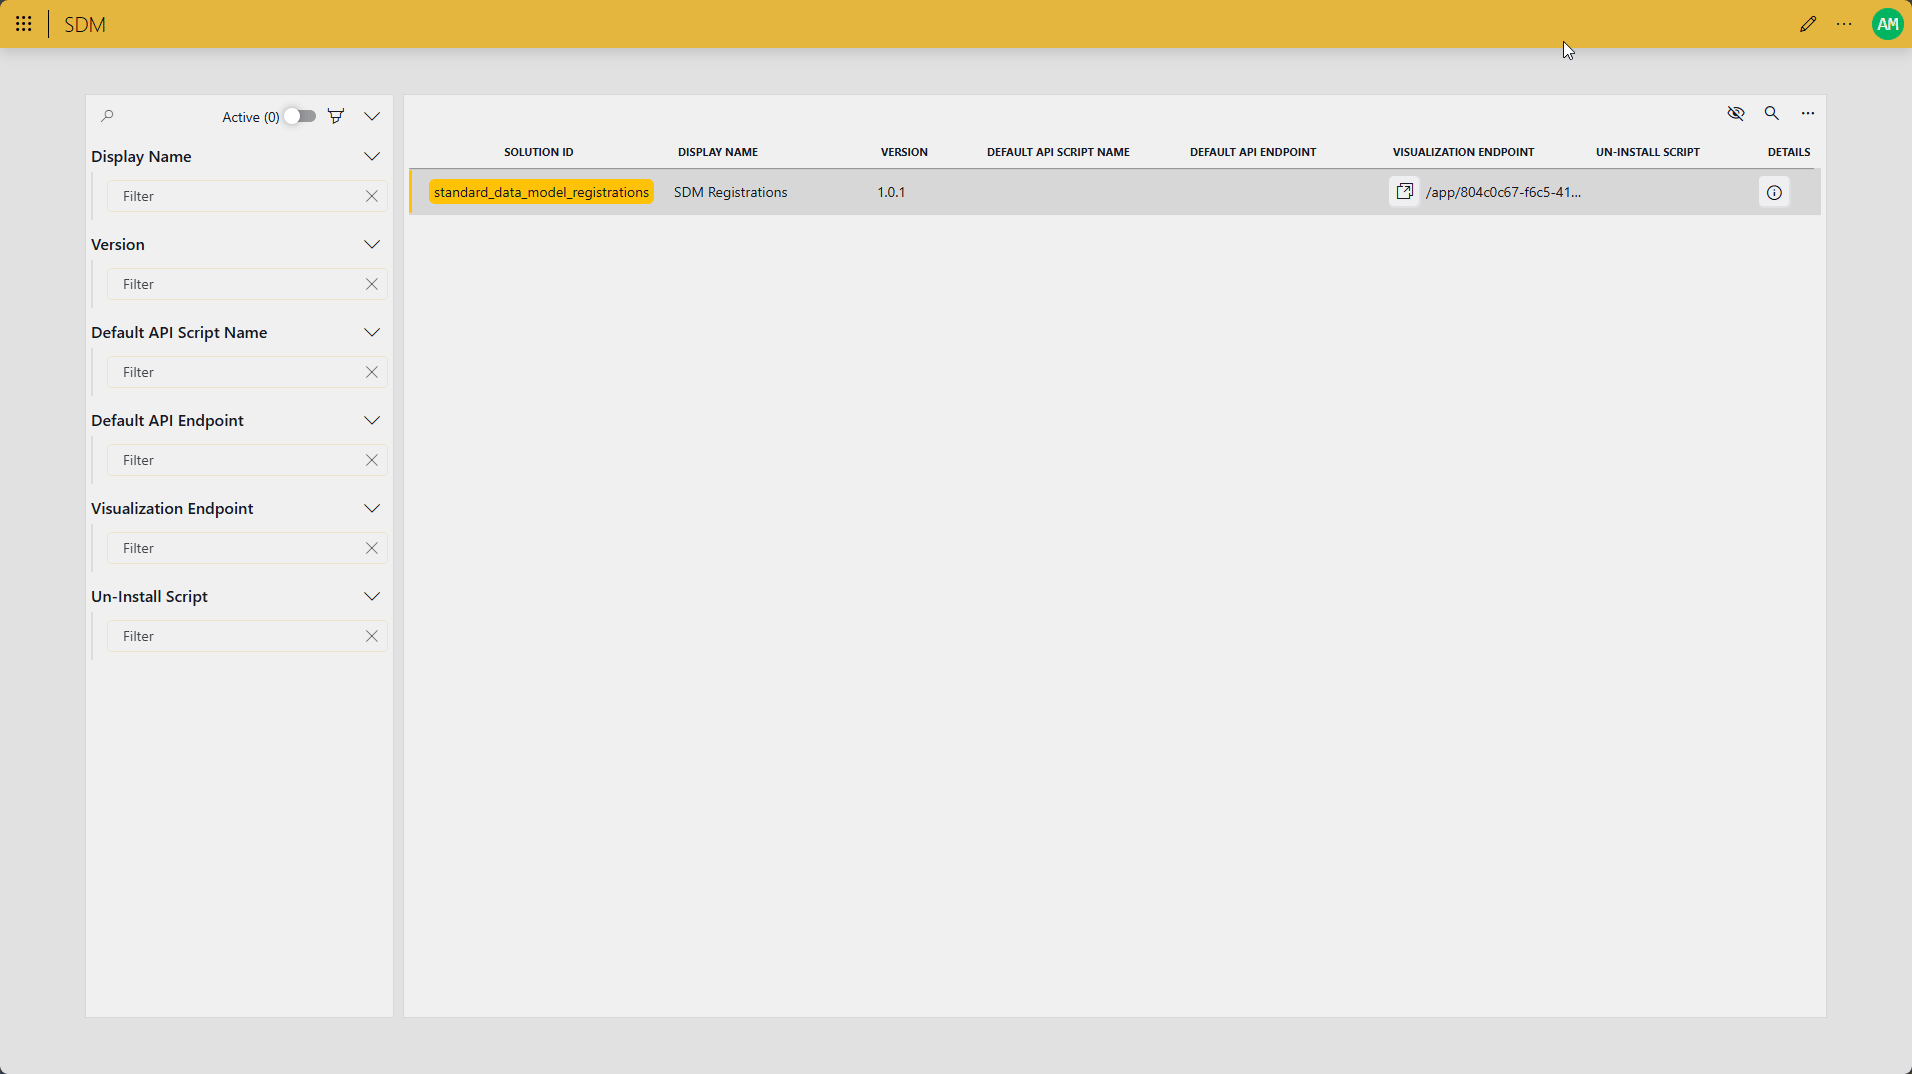 SDM
AM
Active (0)
Display Name
Filter
Version
Filter
Default API Script Name
Filter
Default API Endpoint
Filter
Visualization Endpoint
Filter
Un-Install Script
Filter
SOLUTION ID DISPLAY NAME VERSION DEFAULT API SCRIPT NAME DEFAULT API ENDPOINT VISUALIZATION ENDPOINT UN-INSTALL SCRIPT DETAILS
standard_data_model_registrations SDM Registrations 1.0.1 /app/804c0c67-f6c5-41...